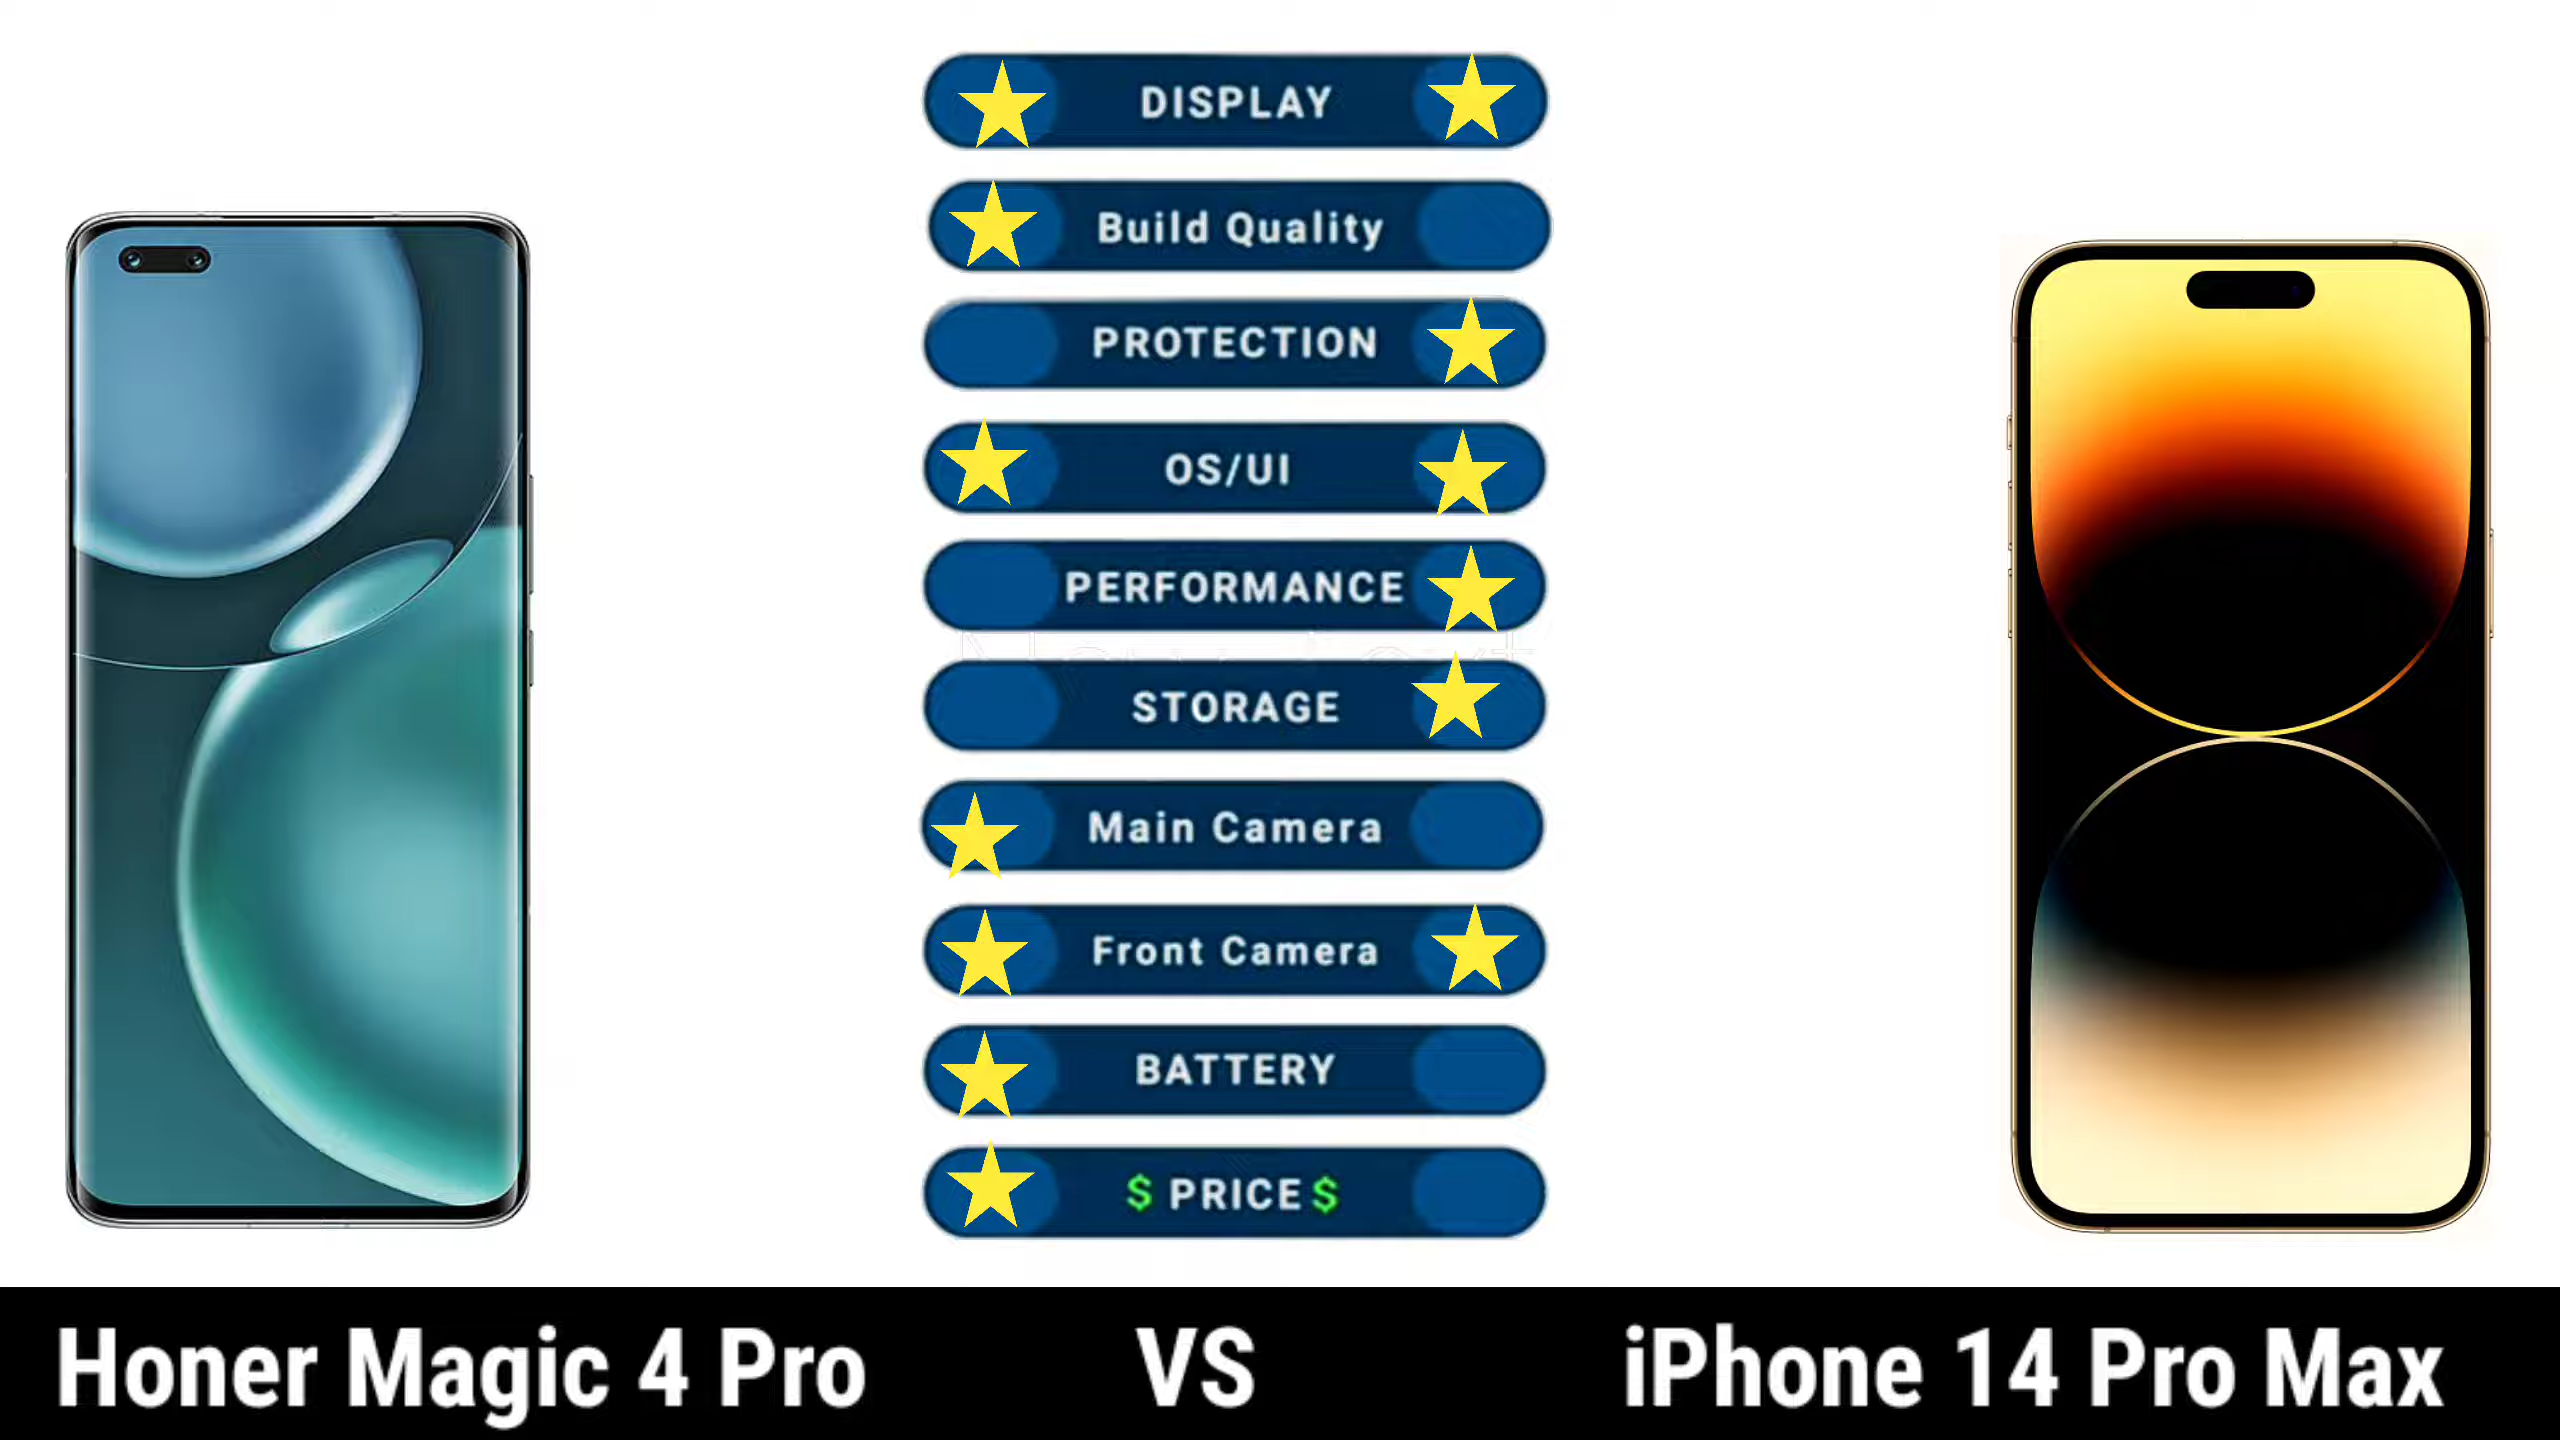 DISPLAY
Build Quality
PROTECTION
OS/UI
PERFORMANCE
STORAGE
Main Camera
Front Camera
BATTERY
$ PRICE $
Honer Magic 4 Pro VS iPhone 14 Pro Max